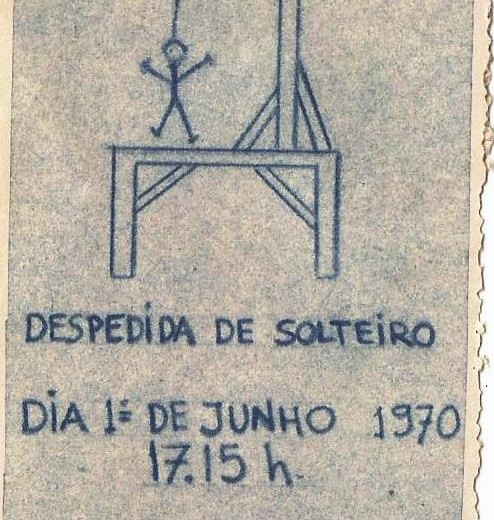 DESPEDIDA DE SOLTEIRO
DIA 1º DE JUNHO 1970
17.15 h.